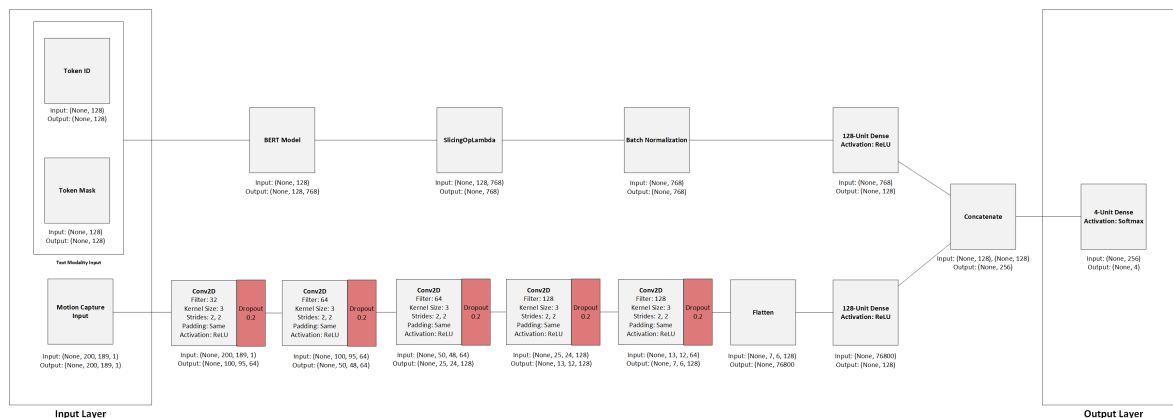 Token ID
Input: (None, 128)
Output: (None, 128)
Token Mask
Input: (None, 128)
Output: (None, 128)
Text Modality Input
BERT Model
Input: (None, 128)
Output: (None, 128, 768)
SlicingOpLambda
Input: (None, 128, 768)
Output: (None, 768)
Batch Normalization
Input: (None, 768)
Output: (None, 768)
128-Unit Dense
Activation: ReLU
Input: (None, 768)
Output: (None, 128)
Concatenate
Input: (None, 128), (None, 128)
Output: (None, 256)
4-Unit Dense
Activation: Softmax
Input: (None, 256)
Output: (None, 4)
Motion Capture
Input
Input: (None, 200, 189, 1)
Output: (None, 200, 189, 1)
Conv2D
Filter: 32
Kernel Size: 3
Strides: 2, 2
Padding: Same
Activation: ReLU
Dropout
0.2
Input: (None, 200, 189, 1)
Output: (None, 100, 95, 64)
Conv2D
Filter: 64
Kernel Size: 3
Strides: 2, 2
Padding: Same
Activation: ReLU
Dropout
0.2
Input: (None, 100, 95, 64)
Output: (None, 50, 48, 64)
Conv2D
Filter: 64
Kernel Size: 3
Strides: 2, 2
Padding: Same
Activation: ReLU
Dropout
0.2
Input: (None, 50, 48, 64)
Output: (None, 25, 24, 128)
Conv2D
Filter: 128
Kernel Size: 3
Strides: 2, 2
Padding: Same
Activation: ReLU
Dropout
0.2
Input: (None, 25, 24, 128)
Output: (None, 13, 12, 128)
Conv2D
Filter: 128
Kernel Size: 3
Strides: 2, 2
Padding: Same
Activation: ReLU
Dropout
0.2
Input: (None, 13, 12, 64)
Output: (None, 7, 6, 128)
Flatten
Input: (None, 7, 6, 128)
Output: (None, 76800
128-Unit Dense
Activation: ReLU
Input: (None, 76800)
Output: (None, 128)
Input Layer
Output Layer